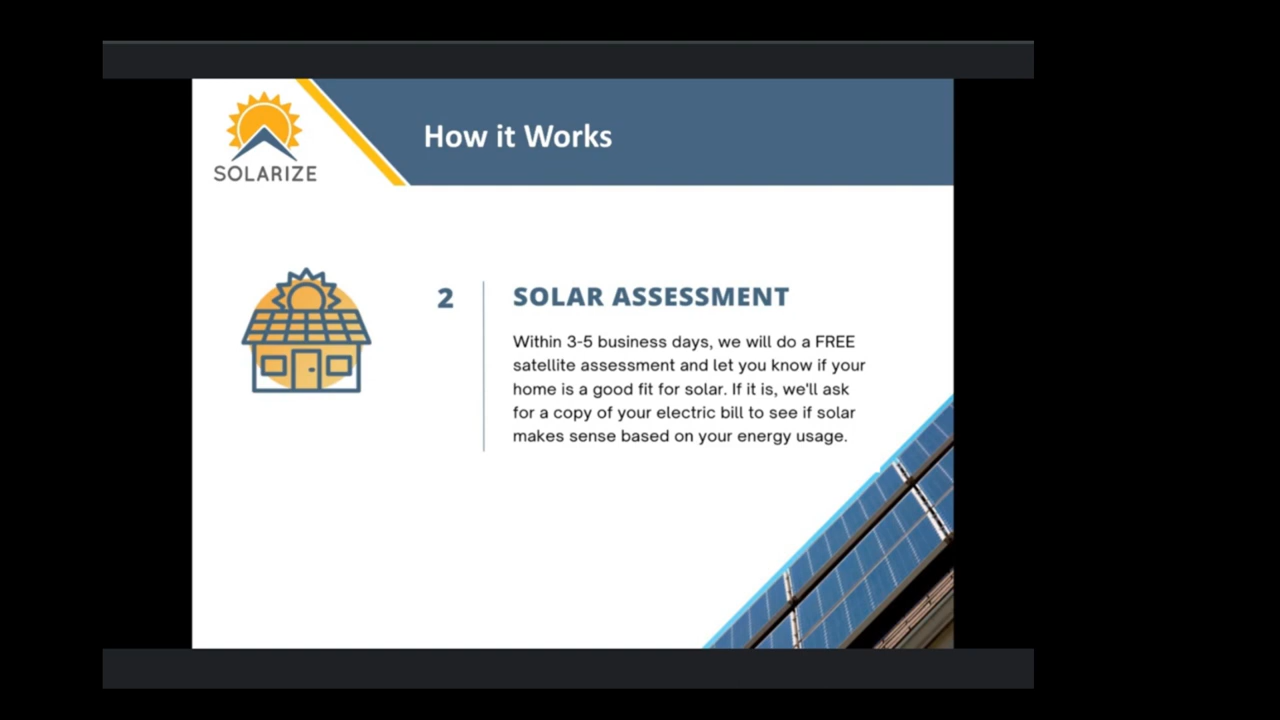 SOLARIZE
How it Works
2
SOLAR ASSESSMENT
Within 3-5 business days, we will do a FREE
satellite assessment and let you know if your
home is a good fit for solar. If it is, we'll ask
for a copy of your electric bill to see if solar
makes sense based on your energy usage.